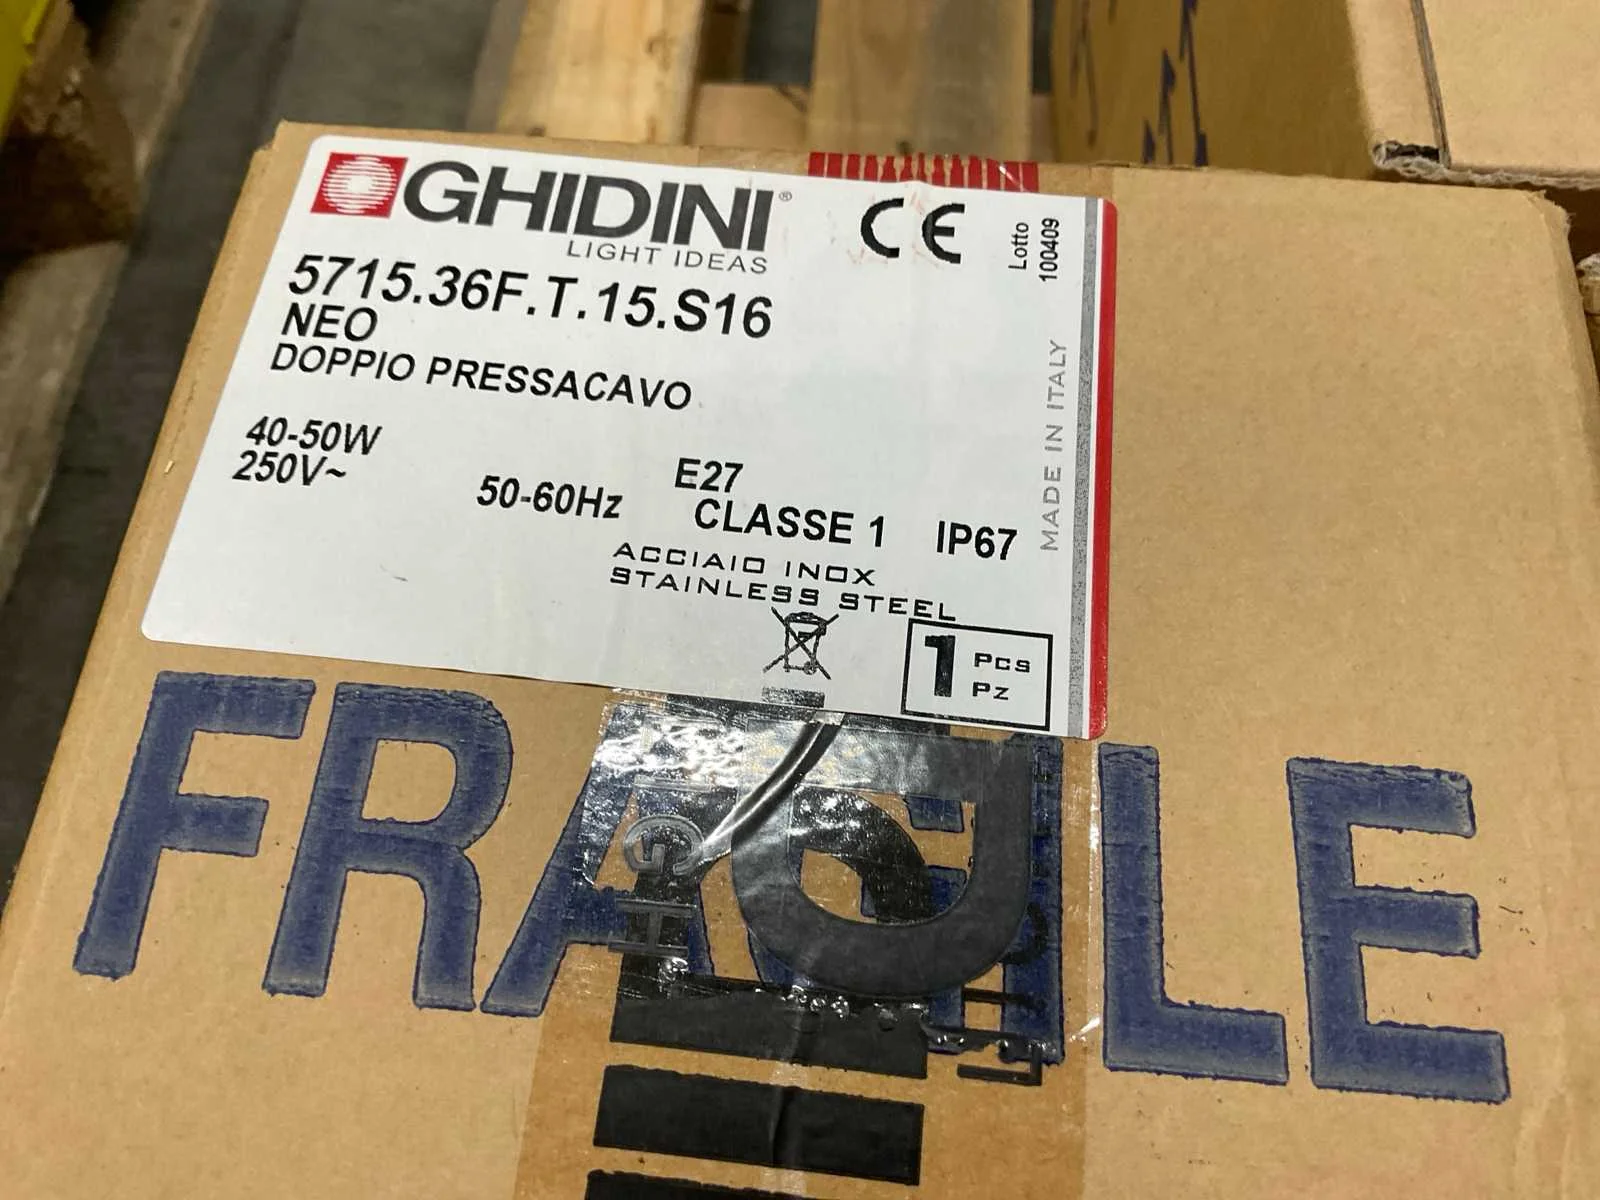 GHIDINI®
LIGHT IDEAS
CE
Lotto
100409
5715.36F.T.15.S16
NEO
DOPPIO PRESSACAVO
40-50W
250V~
50-60Hz
E27
CLASSE 1
IP67
ACCIAIO INOX
STAINLESS STEEL
MADE IN ITALY
1
Pcs
Pz
FRAGILE